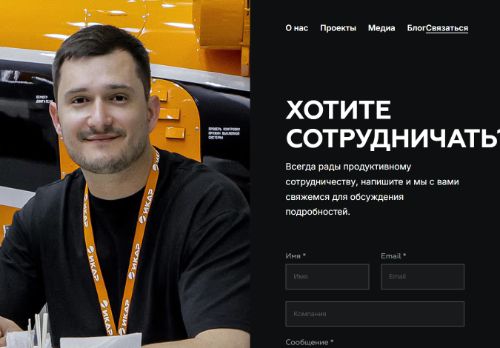 О нас Проекты Медиа Блог Связаться
ХОТИТЕ
СОТРУДНИЧАТЬ?
Всегда рады продуктивному
сотрудничеству, напишите и мы с вами
свяжемся для обсуждения
подробностей.
Имя * Email *
Имя Email
Компания
Сообщение *
ИКАР
ИКАР
ИКАР
ИКАР